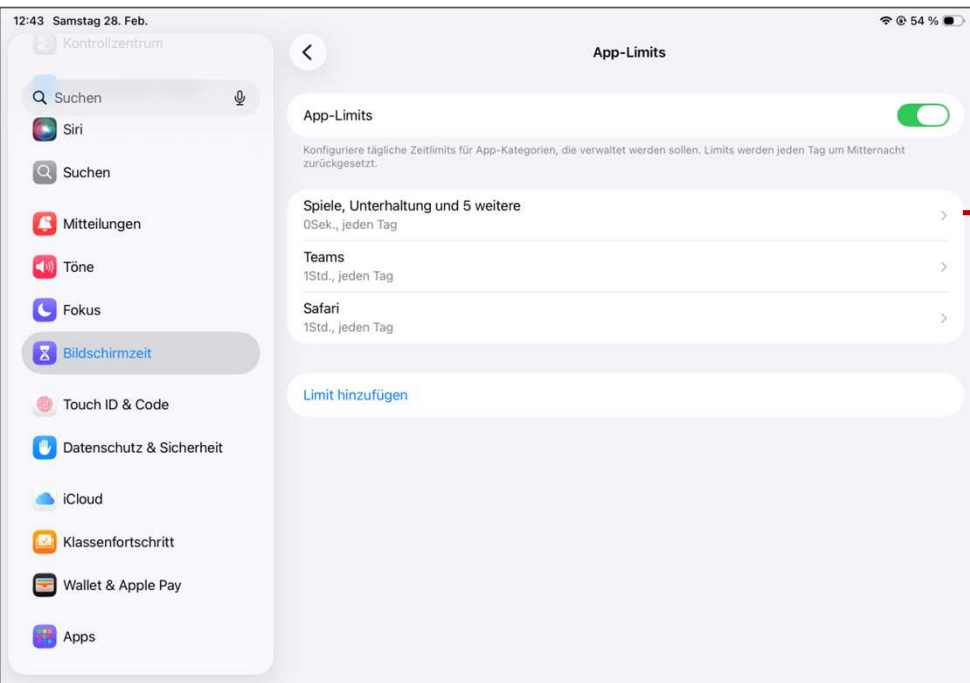 12:43 Samstag 28. Feb.
54 %
Kontrollzentrum
Suchen
Siri
Suchen
Mitteilungen
Töne
Fokus
Bildschirmzeit
Touch ID & Code
Datenschutz & Sicherheit
iCloud
Klassenfortschritt
Wallet & Apple Pay
Apps
App-Limits
App-Limits
Konfiguriere tägliche Zeitlimits für App-Kategorien, die verwaltet werden sollen. Limits werden jeden Tag um Mitternacht
zurückgesetzt.
Spiele, Unterhaltung und 5 weitere
0Sek., jeden Tag
Teams
1Std., jeden Tag
Safari
1Std., jeden Tag
Limit hinzufügen